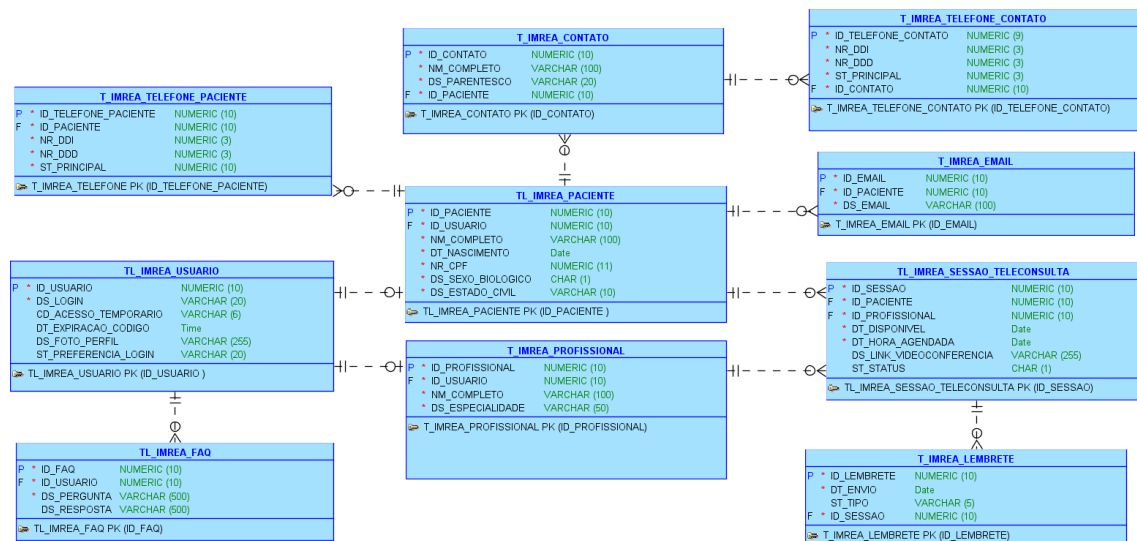 T_IMREA_TELEFONE_CONTATO
P * ID_TELEFONE_CONTATO NUMERIC (9)
* NR_DDI NUMERIC (3)
* NR_DDD NUMERIC (3)
* ST_PRINCIPAL NUMERIC (3)
F * ID_CONTATO NUMERIC (10)
T_IMREA_TELEFONE_CONTATO PK (ID_TELEFONE_CONTATO)
T_IMREA_CONTATO
P * ID_CONTATO NUMERIC (10)
* NM_COMPLETO VARCHAR (100)
* DS_PARENTESCO VARCHAR (20)
F * ID_PACIENTE NUMERIC (10)
T_IMREA_CONTATO PK (ID_CONTATO)
T_IMREA_TELEFONE_PACIENTE
P * ID_TELEFONE_PACIENTE NUMERIC (10)
F * ID_PACIENTE NUMERIC (10)
* NR_DDI NUMERIC (3)
* NR_DDD NUMERIC (3)
* ST_PRINCIPAL NUMERIC (10)
T_IMREA_TELEFONE PK (ID_TELEFONE_PACIENTE)
T_IMREA_EMAIL
P * ID_EMAIL NUMERIC (10)
F * ID_PACIENTE NUMERIC (10)
* DS_EMAIL VARCHAR (100)
T_IMREA_EMAIL PK (ID_EMAIL)
TL_IMREA_PACIENTE
P * ID_PACIENTE NUMERIC (10)
F * ID_USUARIO NUMERIC (10)
* NM_COMPLETO VARCHAR (100)
* DT_NASCIMENTO Date
* NR_CPF NUMERIC (11)
* DS_SEXO_BIOLOGICO CHAR (1)
* DS_ESTADO_CIVIL VARCHAR (10)
TL_IMREA_PACIENTE PK (ID_PACIENTE )
TL_IMREA_USUARIO
P * ID_USUARIO NUMERIC (10)
* DS_LOGIN VARCHAR (20)
CD_ACESSO_TEMPORARIO VARCHAR (6)
DT_EXPIRACAO_CODIGO Time
DS_FOTO_PERFIL VARCHAR (255)
ST_PREFERENCIA_LOGIN VARCHAR (20)
TL_IMREA_USUARIO PK (ID_USUARIO )
TL_IMREA_SESSAO_TELECONSULTA
P * ID_SESSAO NUMERIC (10)
F * ID_PACIENTE NUMERIC (10)
F * ID_PROFISSIONAL NUMERIC (10)
* DT_DISPONIVEL Date
* DT_HORA_AGENDADA Date
DS_LINK_VIDEOCONFERENCIA VARCHAR (255)
ST_STATUS CHAR (1)
TL_IMREA_SESSAO_TELECONSULTA PK (ID_SESSAO)
T_IMREA_PROFISSIONAL
P * ID_PROFISSIONAL NUMERIC (10)
F * ID_USUARIO NUMERIC (10)
* NM_COMPLETO VARCHAR (100)
* DS_ESPECIALIDADE VARCHAR (50)
T_IMREA_PROFISSIONAL PK (ID_PROFISSIONAL)
TL_IMREA_FAQ
P * ID_FAQ NUMERIC (10)
F * ID_USUARIO NUMERIC (10)
* DS_PERGUNTA VARCHAR (500)
DS_RESPOSTA VARCHAR (500)
TL_IMREA_FAQ PK (ID_FAQ)
T_IMREA_LEMBRETE
P * ID_LEMBRETE NUMERIC (10)
* DT_ENVIO Date
ST_TIPO VARCHAR (5)
F * ID_SESSAO NUMERIC (10)
T_IMREA_LEMBRETE PK (ID_LEMBRETE)